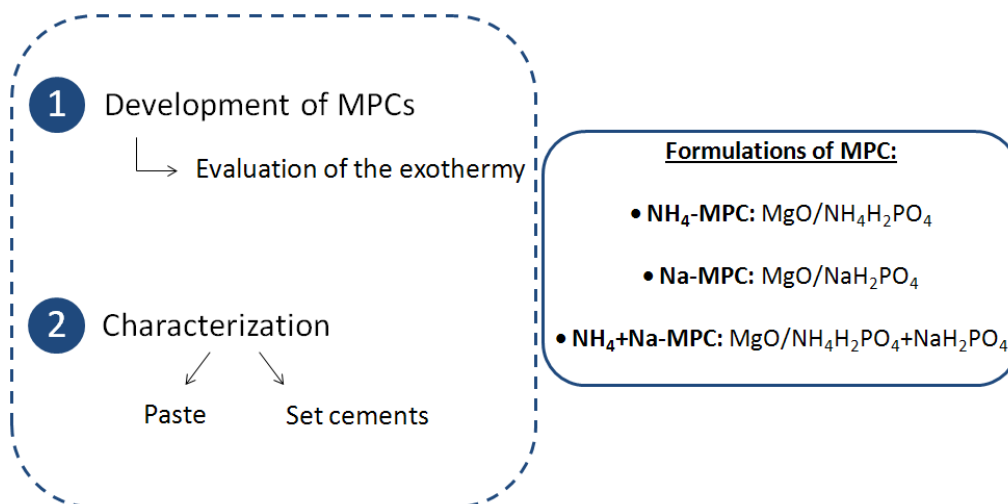 1 Development of MPCs
Evaluation of the exothermy
2 Characterization
Paste Set cements
Formulations of MPC:
• NH₄-MPC: MgO/NH₄H₂PO₄
• Na-MPC: MgO/NaH₂PO₄
• NH₄+Na-MPC: MgO/NH₄H₂PO₄+NaH₂PO₄